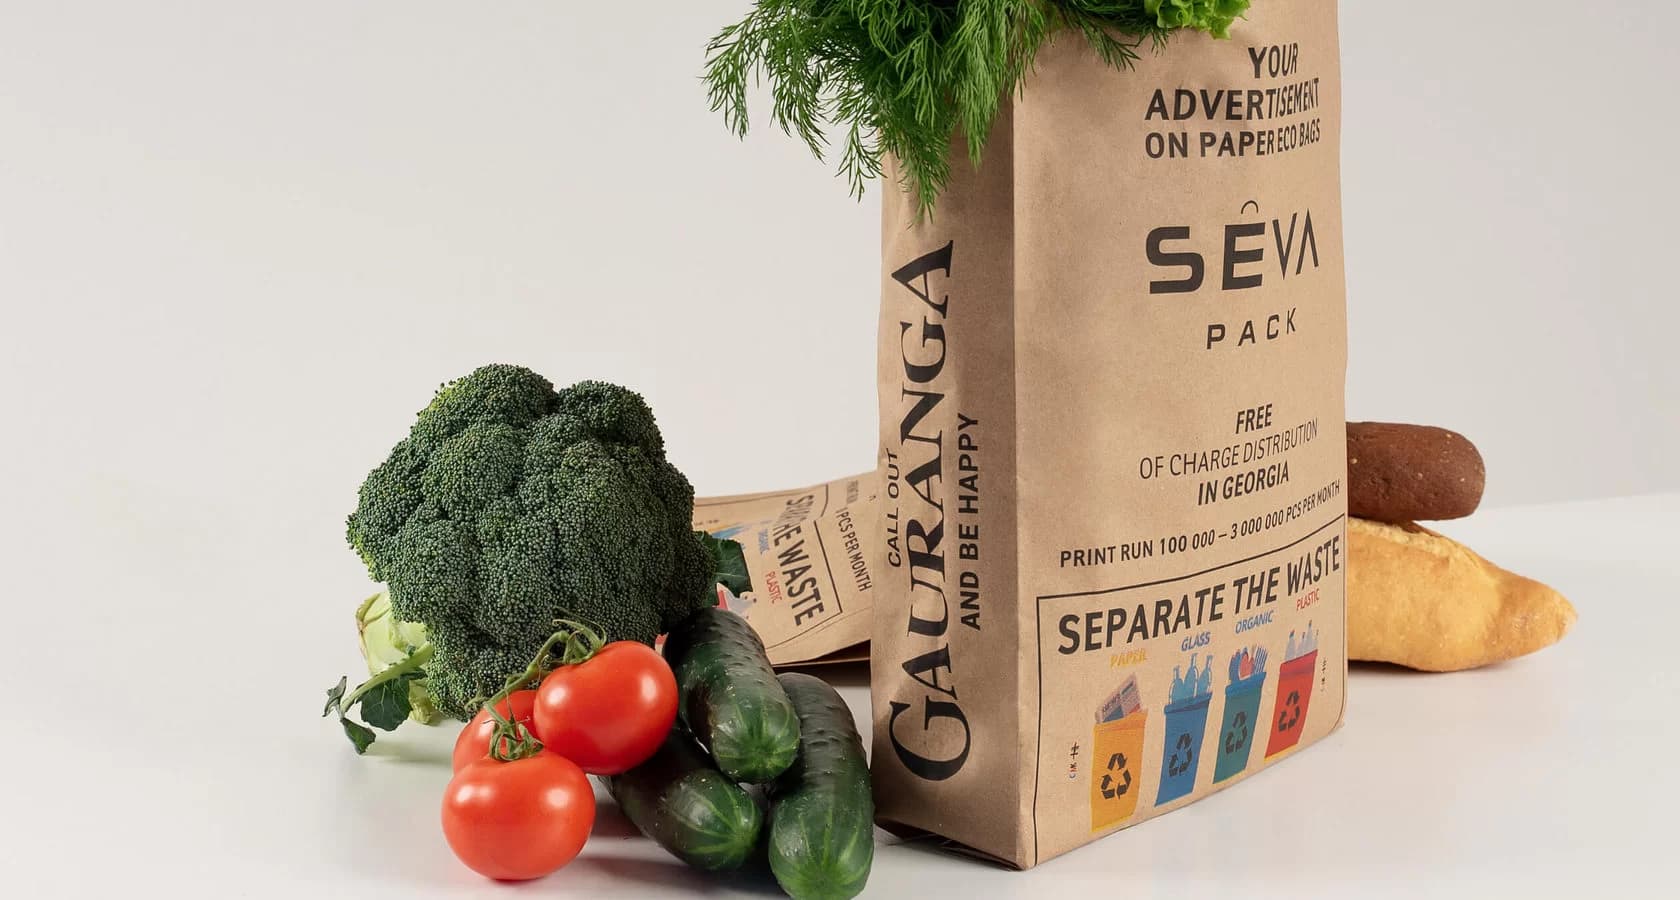 YOUR
ADVERTISEMENT
ON PAPER ECO BAGS
SÊVA
PACK
FREE
OF CHARGE DISTRIBUTION
IN GEORGIA
PRINT RUN 100 000 – 3 000 000 PCS PER MONTH
SEPARATE THE WASTE
PAPER
GLASS
ORGANIC
PLASTIC
CALL OUT
GAURANGA
AND BE HAPPY
PCS PER MONTH
THE WASTE
ORGANIC
PLASTIC